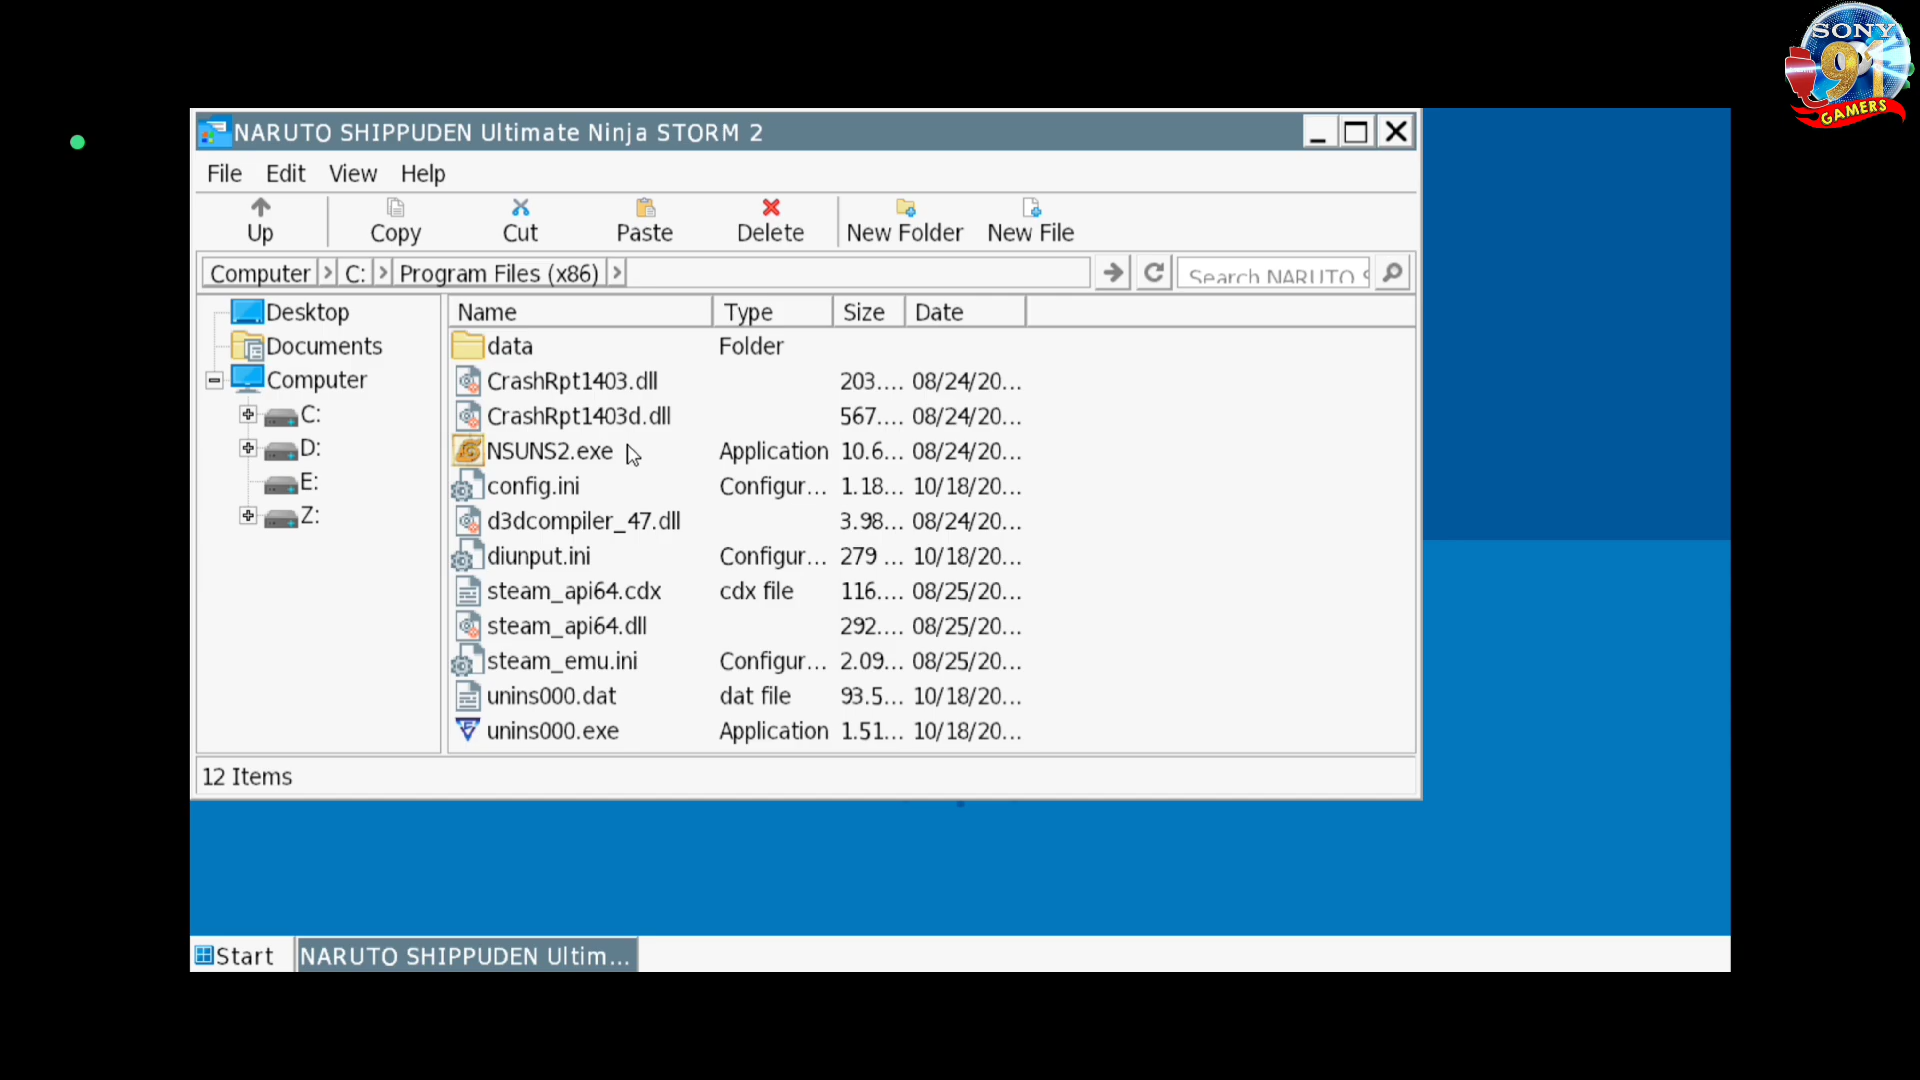 SONY
91
GAMERS
NARUTO SHIPPUDEN Ultimate Ninja STORM 2
File Edit View Help
Up Copy Cut Paste Delete New Folder New File
Computer C: Program Files (x86) Search NARUTO
Desktop
Documents
Computer
C:
D:
E:
Z:
Name Type Size Date
data Folder
CrashRpt1403.dll 203.... 08/24/20...
CrashRpt1403d.dll 567.... 08/24/20...
NSUNS2.exe Application 10.6... 08/24/20...
config.ini Configur... 1.18... 10/18/20...
d3dcompiler_47.dll 3.98... 08/24/20...
diunput.ini Configur... 279 ... 10/18/20...
steam_api64.cdx cdx file 116.... 08/25/20...
steam_api64.dll 292.... 08/25/20...
steam_emu.ini Configur... 2.09... 08/25/20...
unins000.dat dat file 93.5... 10/18/20...
unins000.exe Application 1.51... 10/18/20...
12 Items
Start NARUTO SHIPPUDEN Ultim...